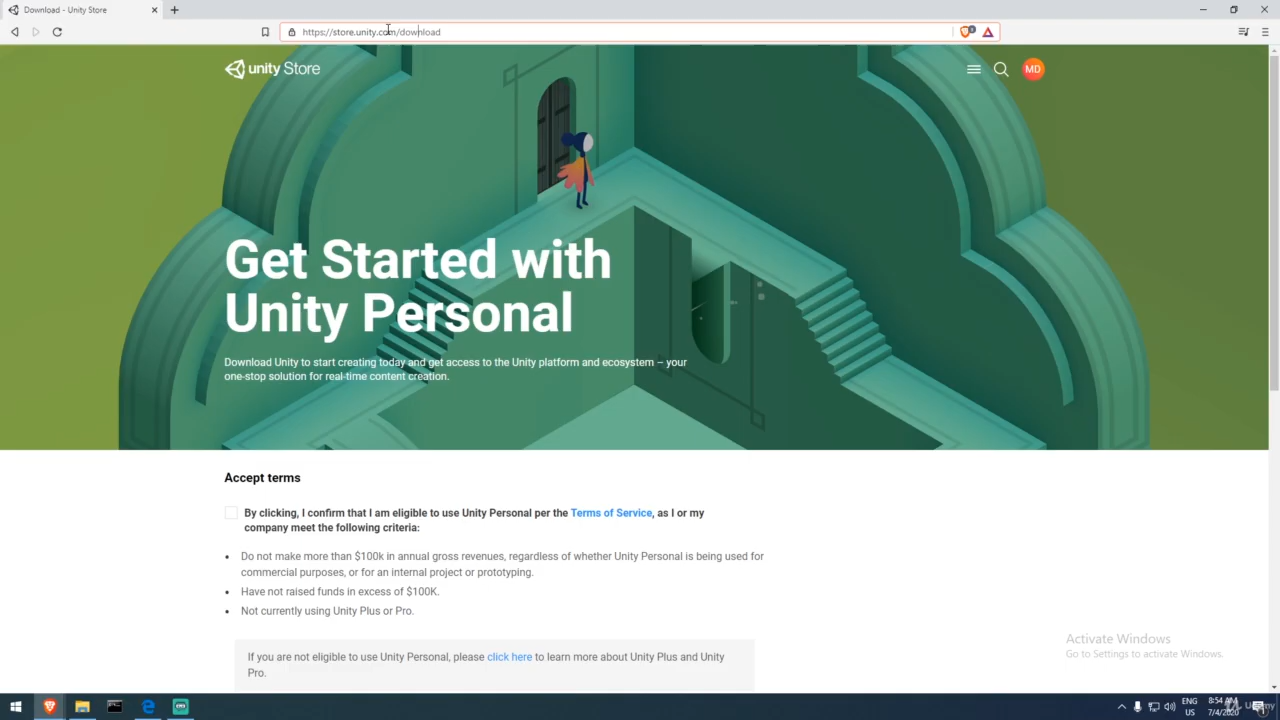 Download - Unity Store
https://store.unity.com/download
unity Store
MD
Get Started with
Unity Personal
Download Unity to start creating today and get access to the Unity platform and ecosystem – your
one-stop solution for real-time content creation.
Accept terms
By clicking, I confirm that I am eligible to use Unity Personal per the Terms of Service, as I or my
company meet the following criteria:
• Do not make more than $100k in annual gross revenues, regardless of whether Unity Personal is being used for
commercial purposes, or for an internal project or prototyping.
• Have not raised funds in excess of $100K.
• Not currently using Unity Plus or Pro.
If you are not eligible to use Unity Personal, please click here to learn more about Unity Plus and Unity
Pro.
Activate Windows
Go to Settings to activate Windows.
ENG
US
8:54 AM
7/4/2020
Udemy